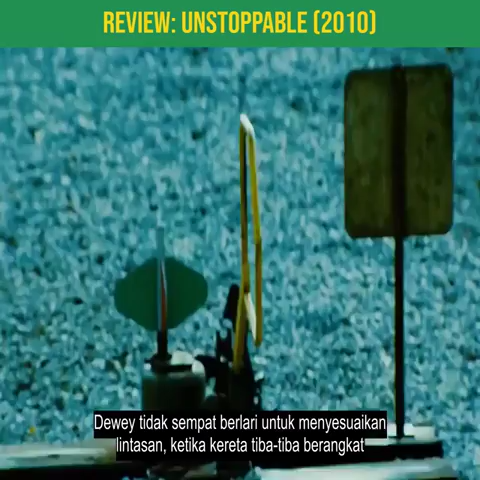 REVIEW: UNSTOPPABLE (2010)
Dewey tidak sempat berlari untuk menyesuaikan
lintasan, ketika kereta tiba-tiba berangkat